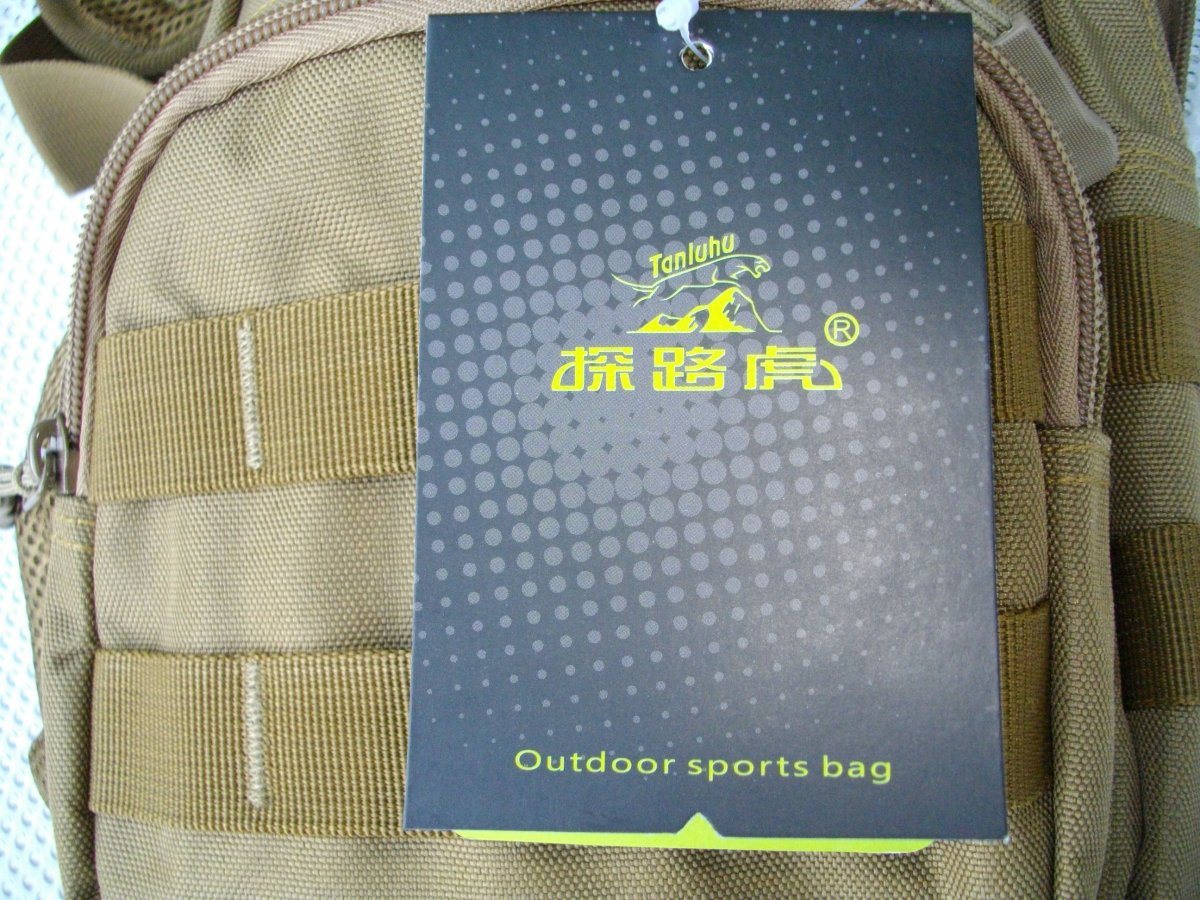 Tanluhu
探路虎®
Outdoor sports bag